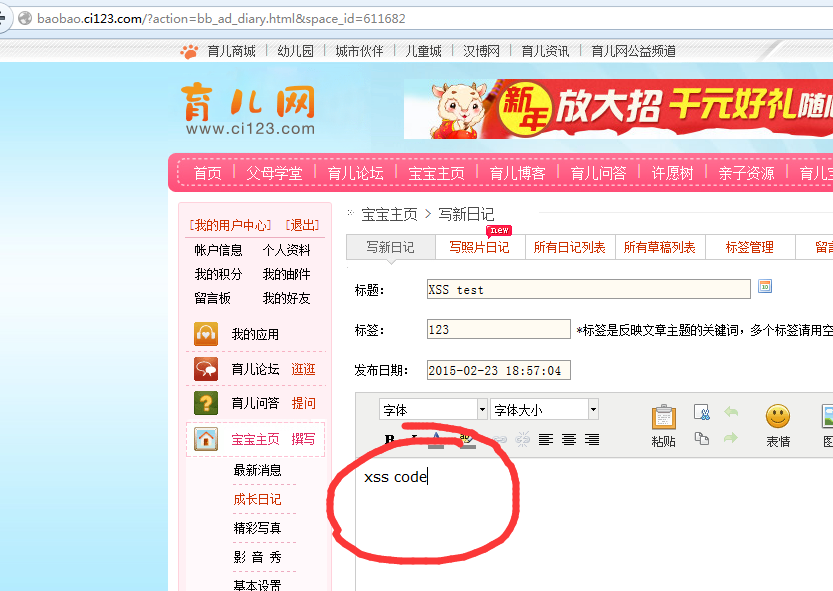 baobao.ci123.com/?action=bb_ad_diary.html&space_id=611682
育儿商城 | 幼儿园 | 城市伙伴 | 儿童城 | 汉博网 | 育儿资讯 | 育儿网公益频道
育儿网
www.ci123.com
新年 放大招 千元好礼随
首页 父母学堂 育儿论坛 宝宝主页 育儿博客 育儿问答 许愿树 亲子资源 育儿宝
[我的用户中心] [退出]
帐户信息 个人资料
我的积分 我的邮件
留言板 我的好友
我的应用
育儿论坛 逛逛
育儿问答 提问
宝宝主页 撰写
最新消息
成长日记
精彩写真
影 音 秀
基本设置
宝宝主页 > 写新日记
new
写新日记 写照片日记 所有日记列表 所有草稿列表 标签管理 留言
标题: XSS test
标签: 123 *标签是反映文章主题的关键词，多个标签请用空
发布日期: 2015-02-23 18:57:04
字体 字体大小
B
粘贴 表情 图
xss code